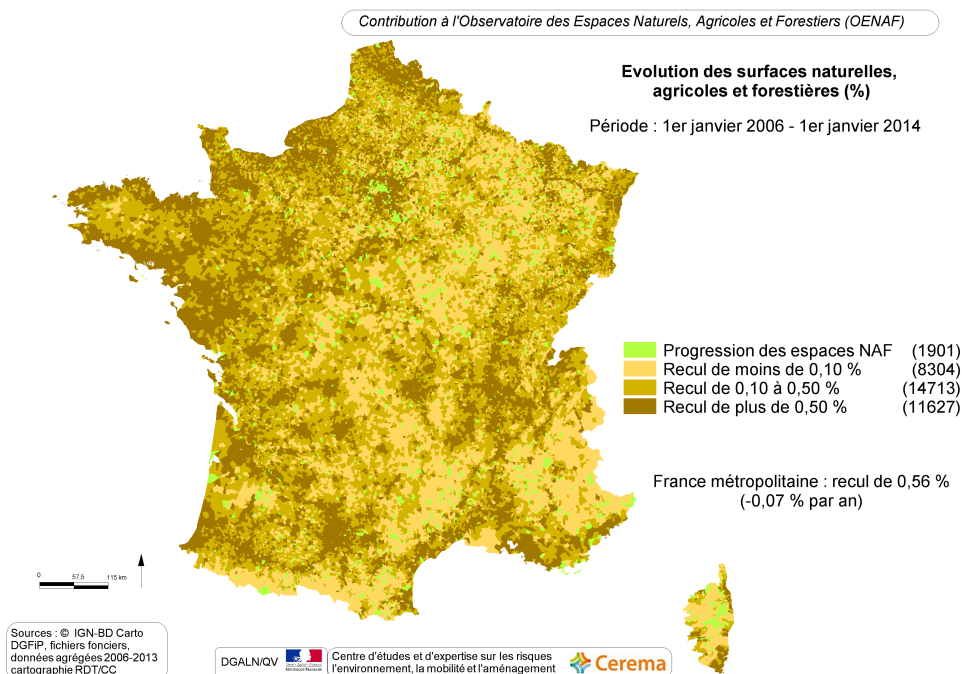 Contribution à l'Observatoire des Espaces Naturels, Agricoles et Forestiers (OENAF)
Evolution des surfaces naturelles,
agricoles et forestières (%)
Période : 1er janvier 2006 - 1er janvier 2014
Progression des espaces NAF (1901)
Recul de moins de 0,10 % (8304)
Recul de 0,10 à 0,50 % (14713)
Recul de plus de 0,50 % (11627)
France métropolitaine : recul de 0,56 %
(-0,07 % par an)
0 57,5 115 km
Sources : © IGN-BD Carto
DGFiP, fichiers fonciers,
données agrégées 2006-2013
cartographie RDT/CC
DGALN/QV
RÉPUBLIQUE FRANÇAISE
Centre d'études et d'expertise sur les risques
l'environnement, la mobilité et l'aménagement
Cerema